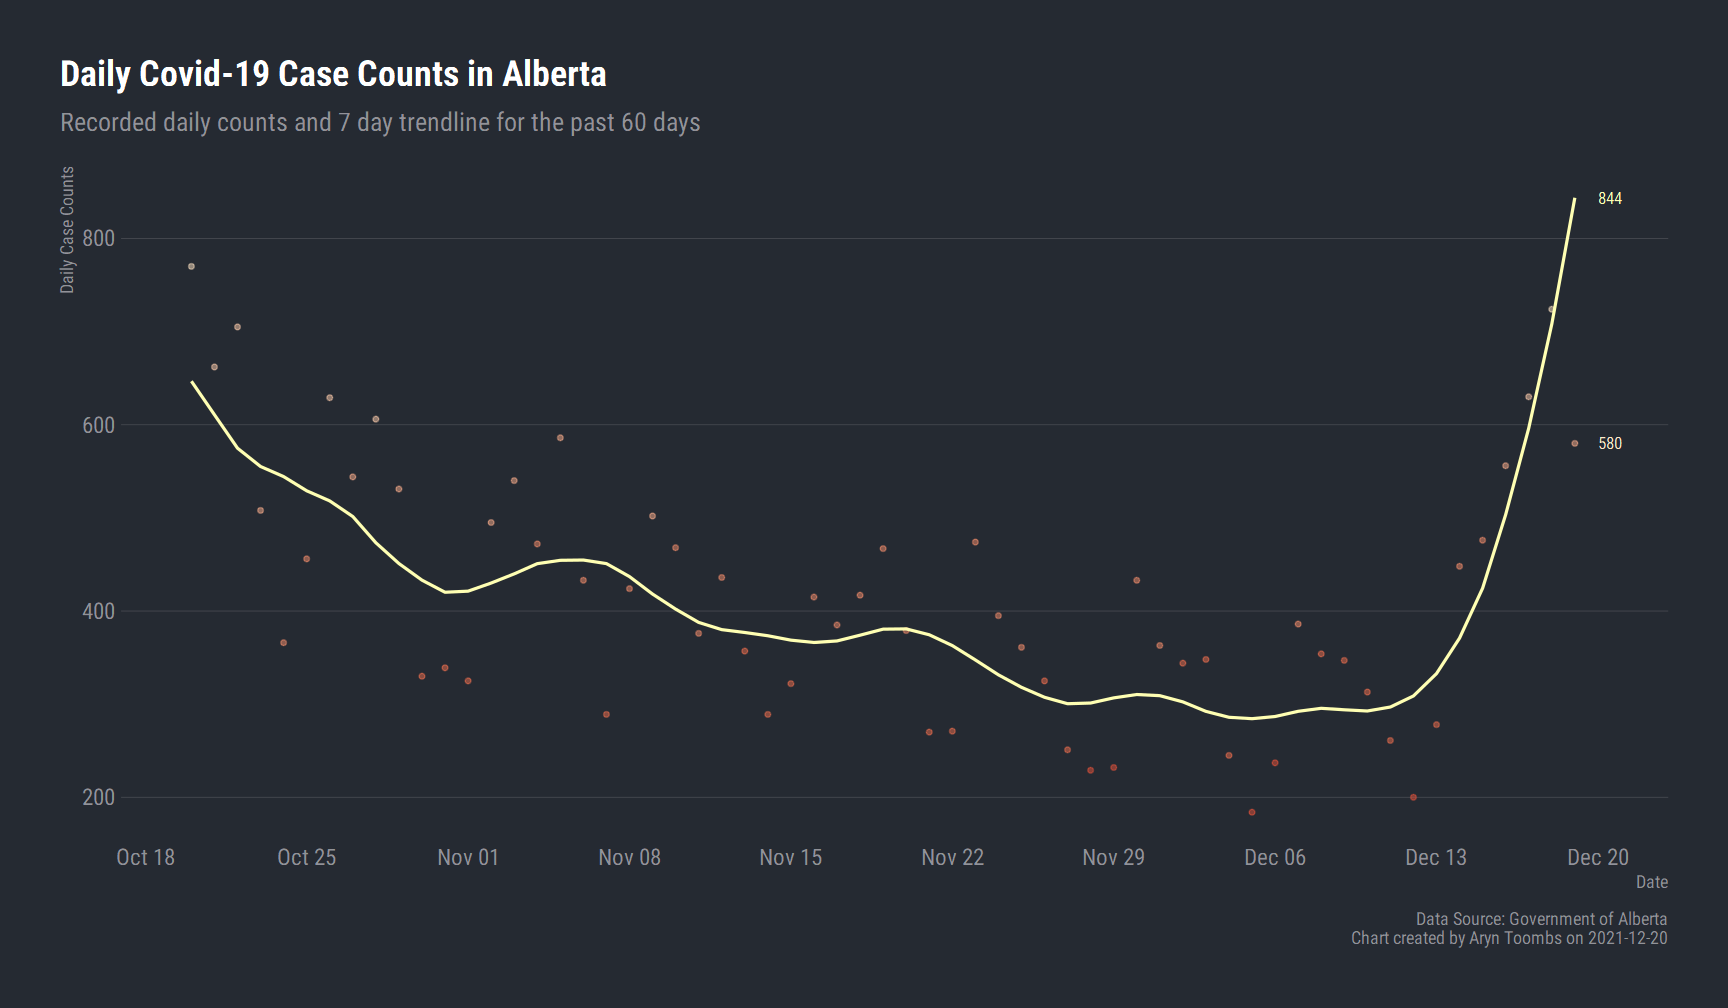 Daily Covid-19 Case Counts in Alberta
Recorded daily counts and 7 day trendline for the past 60 days
Daily Case Counts
844
800
600
580
400
200
Oct 18 Oct 25 Nov 01 Nov 08 Nov 15 Nov 22 Nov 29 Dec 06 Dec 13 Dec 20
Date
Data Source: Government of Alberta
Chart created by Aryn Toombs on 2021-12-20